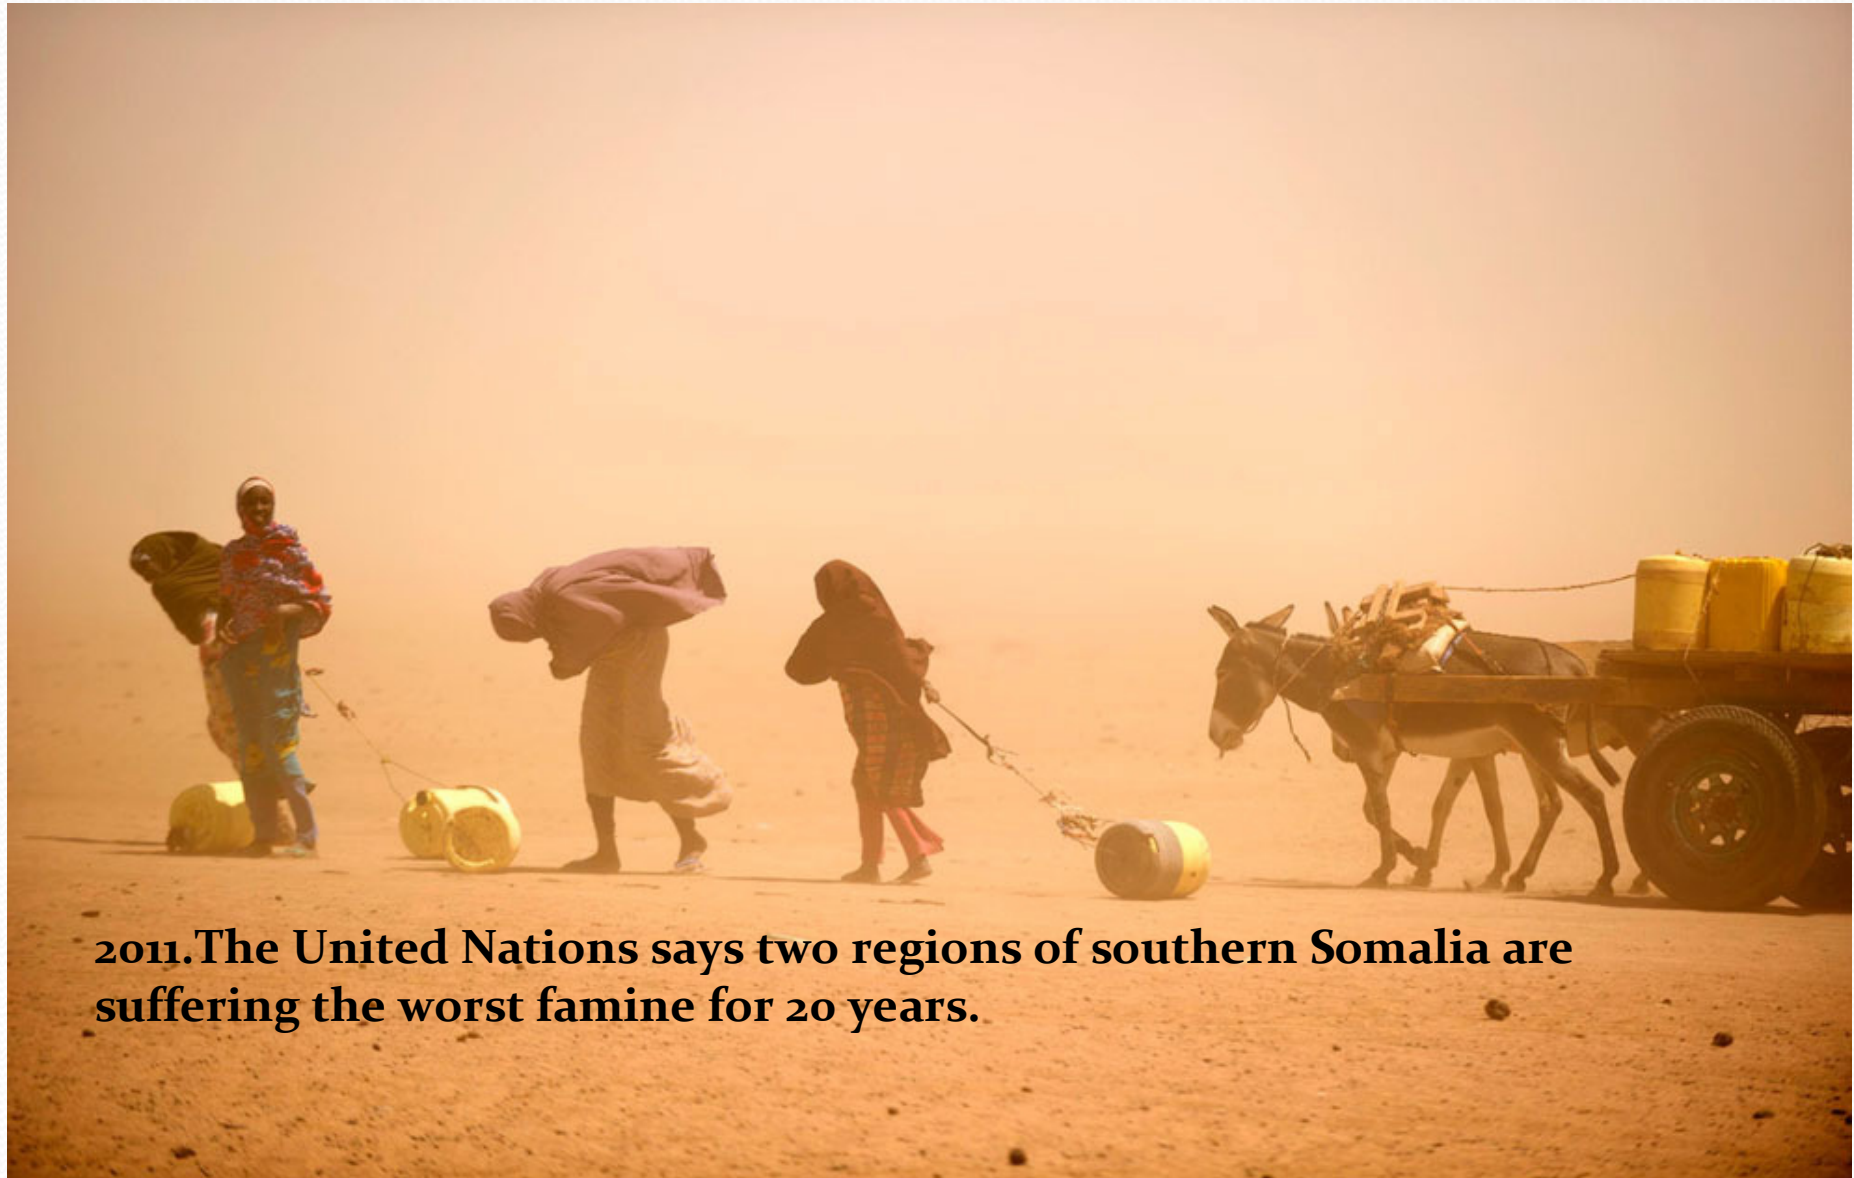 2011.The United Nations says two regions of southern Somalia are
suffering the worst famine for 20 years.